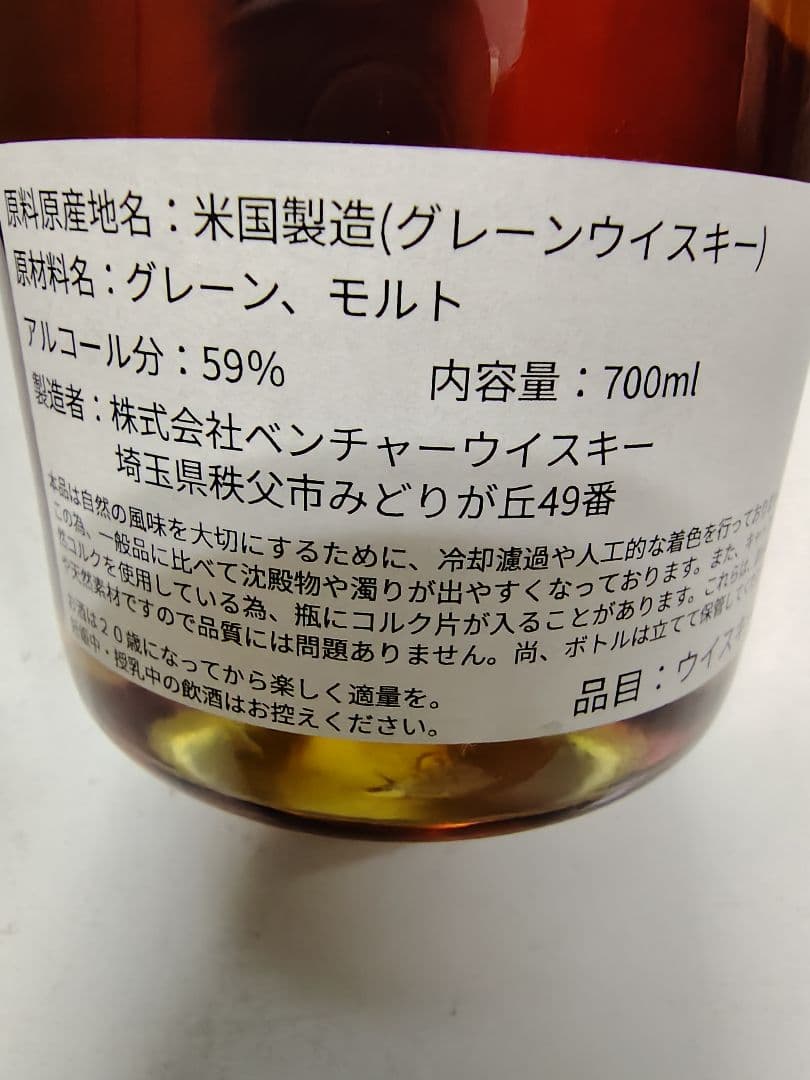 原料原産地名：米国製造(グレーンウイスキー)
原材料名：グレーン、モルト
アルコール分：59% 内容量：700ml
製造者：株式会社ベンチャーウイスキー
埼玉県秩父市みどりが丘49番
本品は自然の風味を大切にするために、冷却濾過や人工的な着色を行っており
この為、一般品に比べて沈殿物や濁りが出やすくなっております。また、キャ
然コルクを使用している為、瓶にコルク片が入ることがあります。これらは、
や天然素材ですので品質には問題ありません。尚、ボトルは立てて保管して
お酒は20歳になってから楽しく適量を。
妊娠中・授乳中の飲酒はお控えください。
品目：ウイスキ